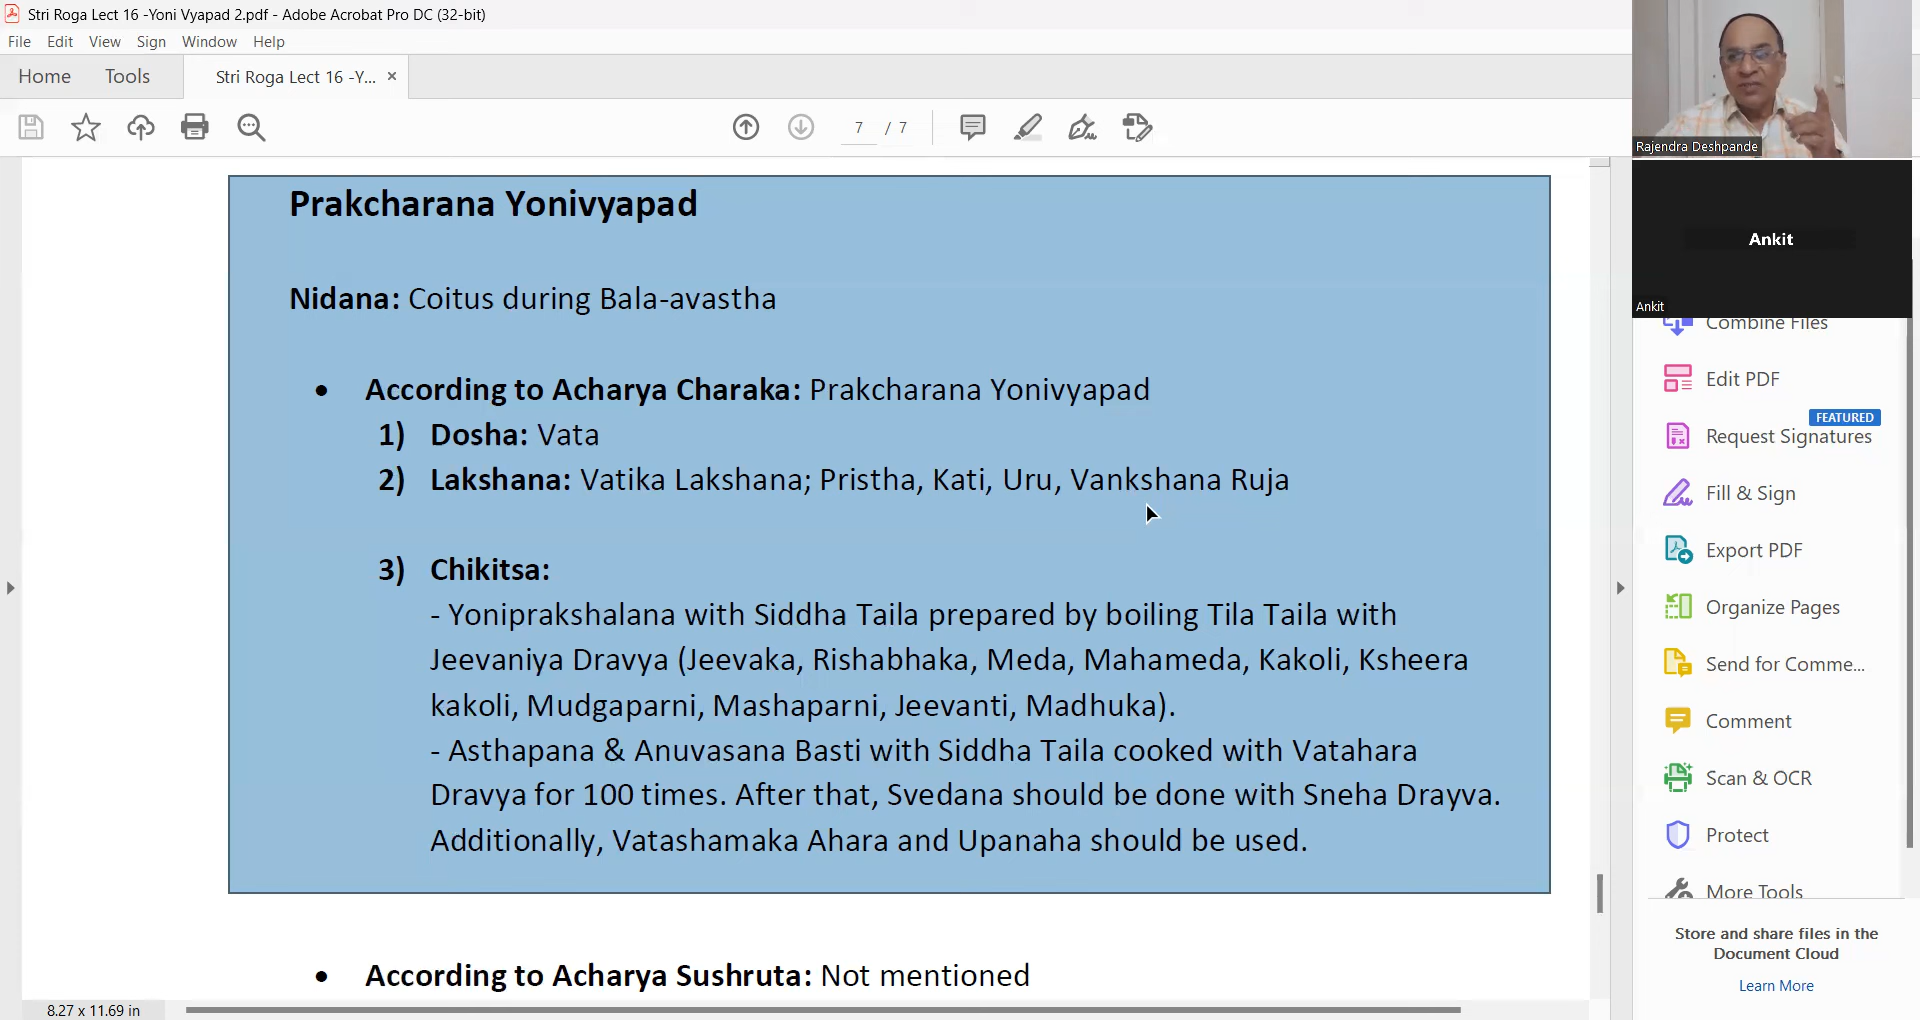 Stri Roga Lect 16 -Yoni Vyapad 2.pdf - Adobe Acrobat Pro DC (32-bit)
File Edit View Sign Window Help
Home Tools Stri Roga Lect 16 -Y... ×
7 / 7
Rajendra Deshpande
Ankit
Ankit
Prakcharana Yonivyapad
Nidana: Coitus during Bala-avastha
• According to Acharya Charaka: Prakcharana Yonivyapad
1) Dosha: Vata
2) Lakshana: Vatika Lakshana; Pristha, Kati, Uru, Vankshana Ruja
3) Chikitsa:
- Yoniprakshalana with Siddha Taila prepared by boiling Tila Taila with
Jeevaniya Dravya (Jeevaka, Rishabhaka, Meda, Mahameda, Kakoli, Ksheera
kakoli, Mudgaparni, Mashaparni, Jeevanti, Madhuka).
- Asthapana & Anuvasana Basti with Siddha Taila cooked with Vatahara
Dravya for 100 times. After that, Svedana should be done with Sneha Drayva.
Additionally, Vatashamaka Ahara and Upanaha should be used.
• According to Acharya Sushruta: Not mentioned
8.27 x 11.69 in
Combine Files
Edit PDF
FEATURED
Request Signatures
Fill & Sign
Export PDF
Organize Pages
Send for Comme...
Comment
Scan & OCR
Protect
More Tools
Store and share files in the
Document Cloud
Learn More